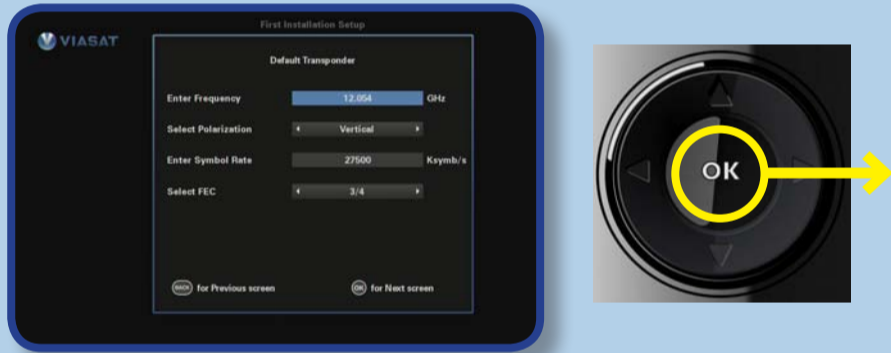 First Installation Setup
VIASAT
Default Transponder
Enter Frequency 12.054 GHz
Select Polarization Vertical
Enter Symbol Rate 27500 Ksymb/s
Select FEC 3/4
BACK for Previous screen OK for Next screen
OK